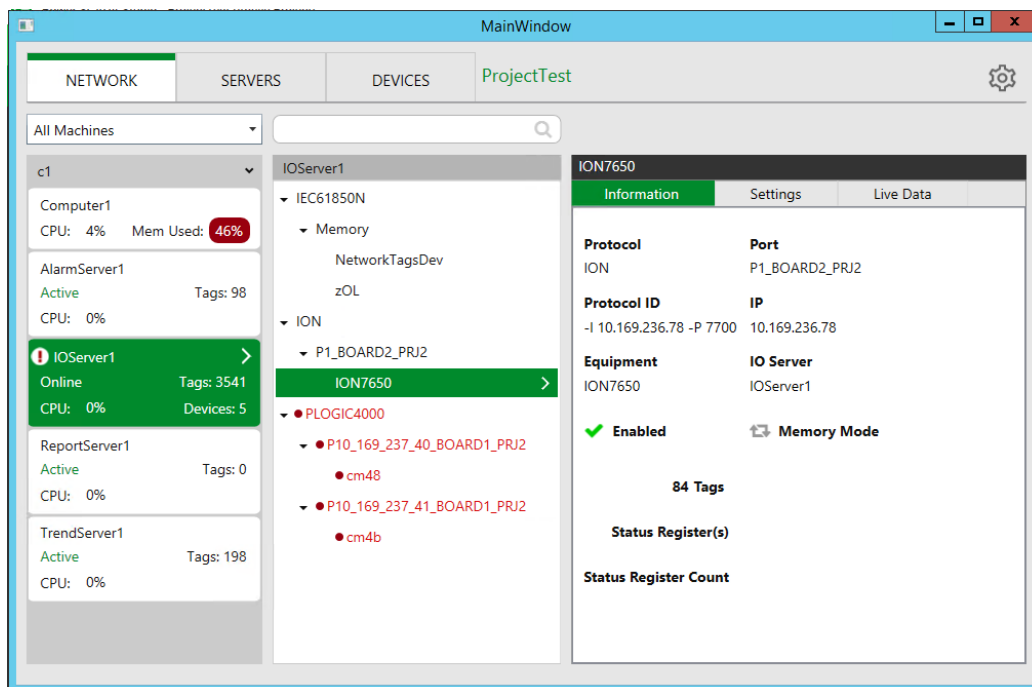 MainWindow
NETWORK
SERVERS
DEVICES
ProjectTest
All Machines
c1
Computer1
CPU: 4% Mem Used: 46%
AlarmServer1
Active Tags: 98
CPU: 0%
IOServer1
Online Tags: 3541
CPU: 0% Devices: 5
ReportServer1
Active Tags: 0
CPU: 0%
TrendServer1
Active Tags: 198
CPU: 0%
IOServer1
IEC61850N
Memory
NetworkTagsDev
zOL
ION
P1_BOARD2_PRJ2
ION7650
PLOGIC4000
P10_169_237_40_BOARD1_PRJ2
cm48
P10_169_237_41_BOARD1_PRJ2
cm4b
ION7650
Information Settings Live Data
Protocol Port
ION P1_BOARD2_PRJ2
Protocol ID IP
-I 10.169.236.78 -P 7700 10.169.236.78
Equipment IO Server
ION7650 IOServer1
Enabled Memory Mode
84 Tags
Status Register(s)
Status Register Count